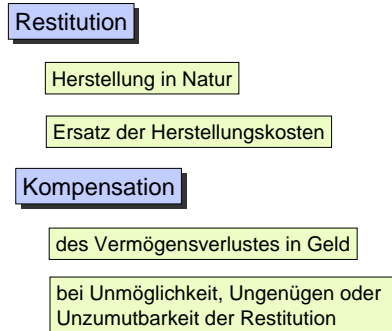 Restitution
Herstellung in Natur
Ersatz der Herstellungskosten
Kompensation
des Vermögensverlustes in Geld
bei Unmöglichkeit, Ungenügen oder
Unzumutbarkeit der Restitution